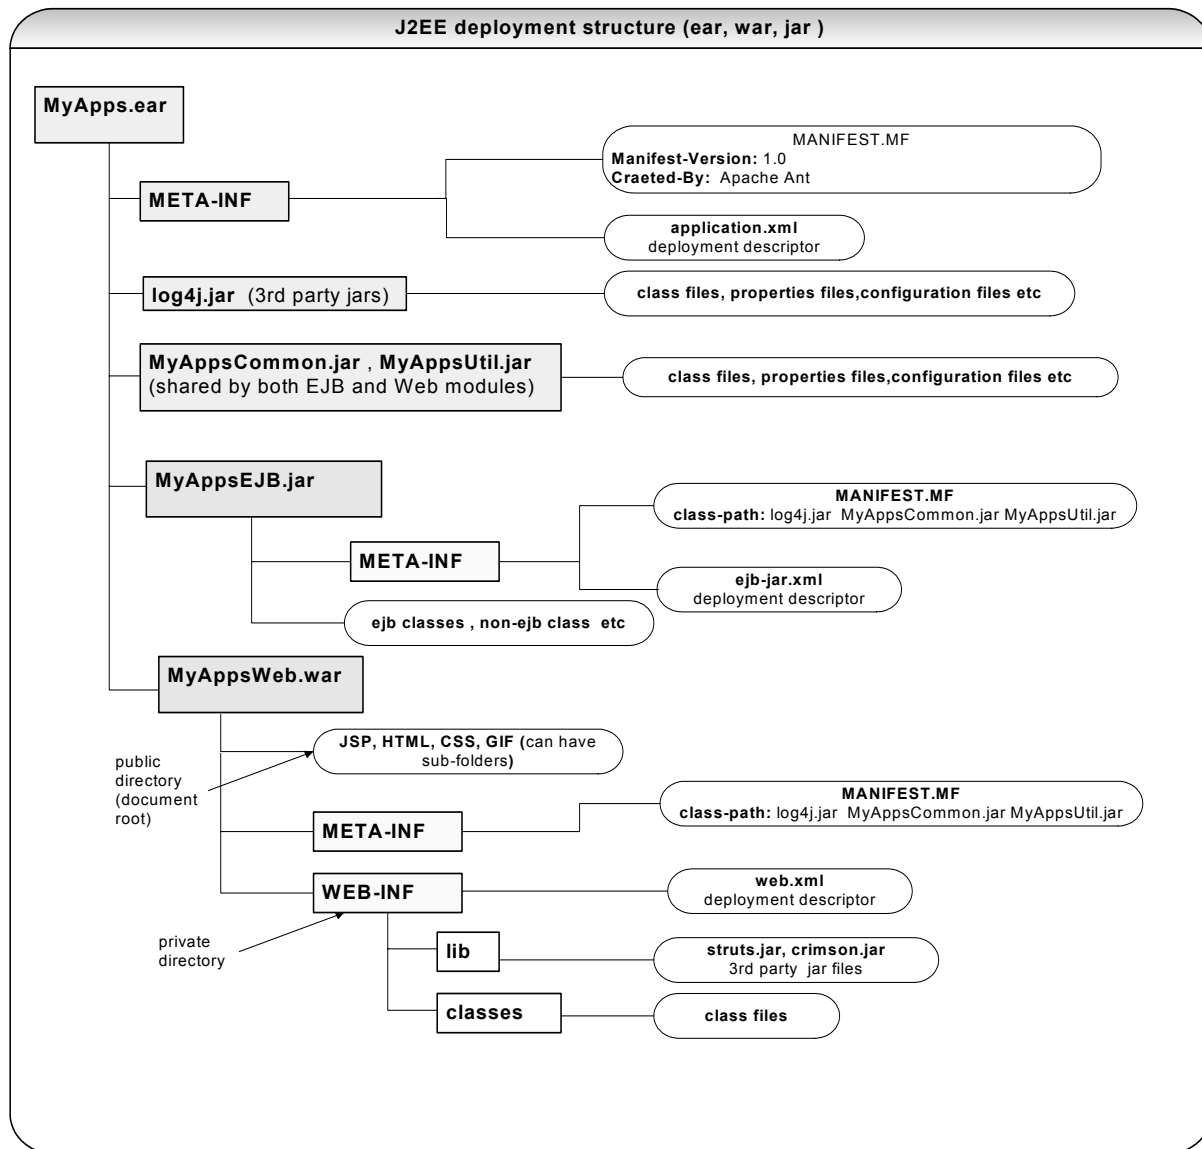 J2EE deployment structure (ear, war, jar )
MyApps.ear
MANIFEST.MF
Manifest-Version: 1.0
Craeted-By: Apache Ant
META-INF
application.xml
deployment descriptor
log4j.jar (3rd party jars)
class files, properties files,configuration files etc
MyAppsCommon.jar , MyAppsUtil.jar
(shared by both EJB and Web modules)
class files, properties files,configuration files etc
MyAppsEJB.jar
MANIFEST.MF
class-path: log4j.jar MyAppsCommon.jar MyAppsUtil.jar
META-INF
ejb-jar.xml
deployment descriptor
ejb classes , non-ejb class etc
MyAppsWeb.war
JSP, HTML, CSS, GIF (can have
sub-folders)
public
directory
(document
root)
MANIFEST.MF
class-path: log4j.jar MyAppsCommon.jar MyAppsUtil.jar
META-INF
WEB-INF
web.xml
deployment descriptor
private
directory
lib
struts.jar, crimson.jar
3rd party jar files
classes
class files